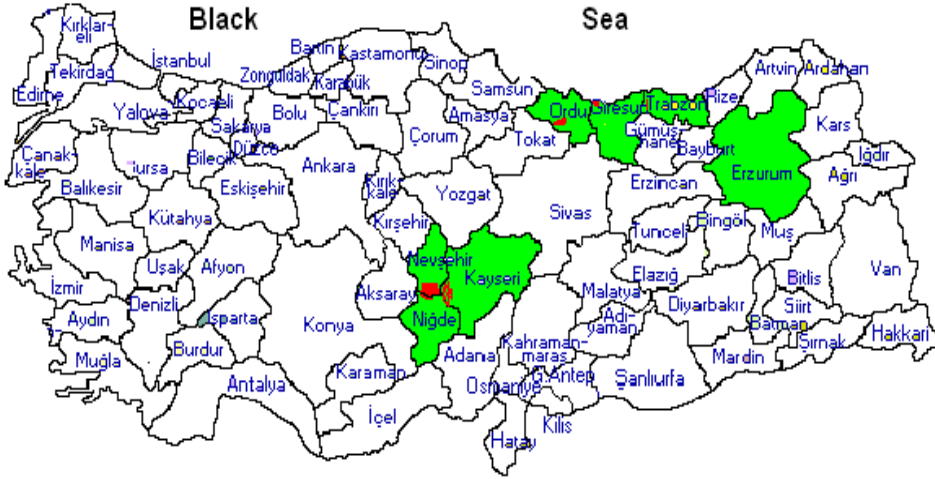 Black Sea
Kırklar-
eli
Tekirdağ
Edirne
İstanbul
Kocaeli
Yalova
Sakarya
Düzce
Bolu
Zonguldak
Bartın
Karabük
Kastamonu
Çankırı
Sinop
Samsun
Amasya
Çorum
Tokat
Ordu
Giresun
Trabzon
Rize
Artvin
Ardahan
Kars
Iğdır
Ağrı
Gümüş-
hane
Bayburt
Erzurum
Erzincan
Çanak-
kale
Balıkesir
ursa
Bilecik
Eskişehir
Kütahya
Ankara
Kırık-
kale
Kırşehir
Yozgat
Sivas
Tunceli
Bingöl
Muş
Bitlis
Van
Manisa
İzmir
Uşak
Afyon
Aydın
Denizli
Isparta
Burdur
Muğla
Antalya
Konya
Aksaray
Nevşehir
Kayseri
Niğde
Karaman
İçel
Adana
Kahraman-
maras
Osmaniye
G.Antep
Kilis
Hatay
Malatya
Elazığ
Adı-
yaman
Diyarbakır
Şanlıurfa
Mardin
Batman
Siirt
Şırnak
Hakkari